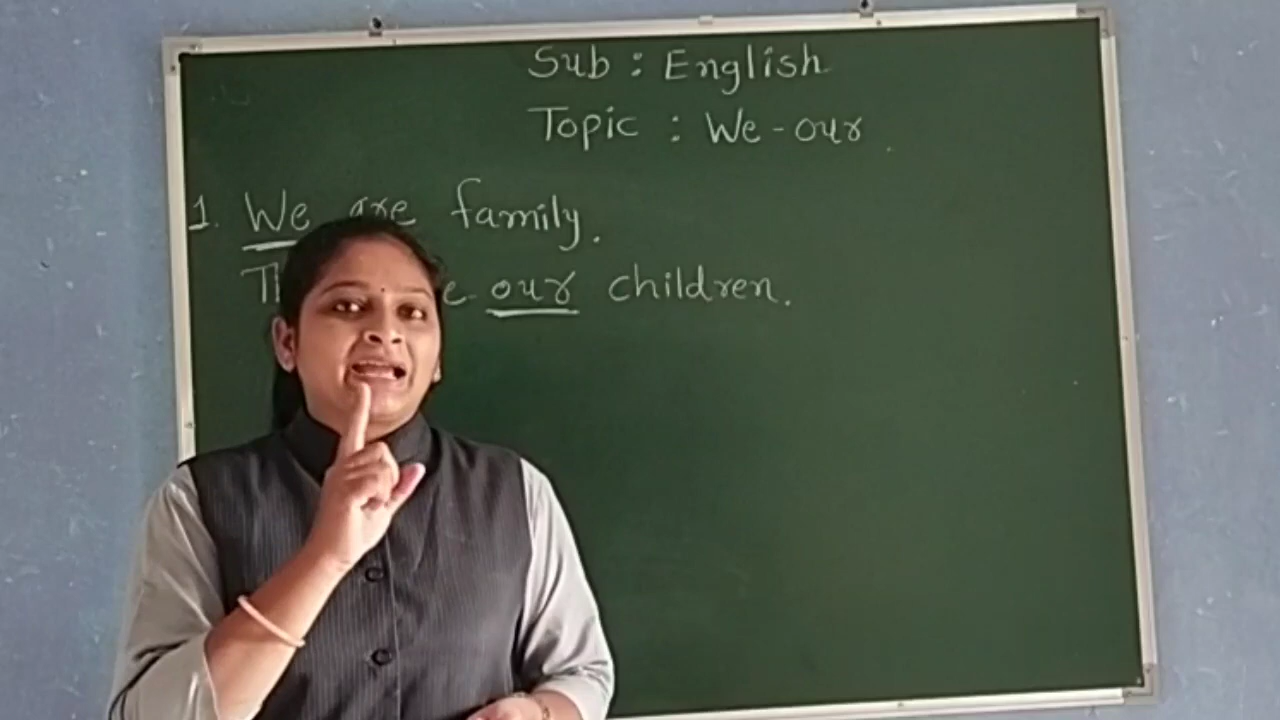 Sub : English
Topic : We - our
1. We are family.
our children.